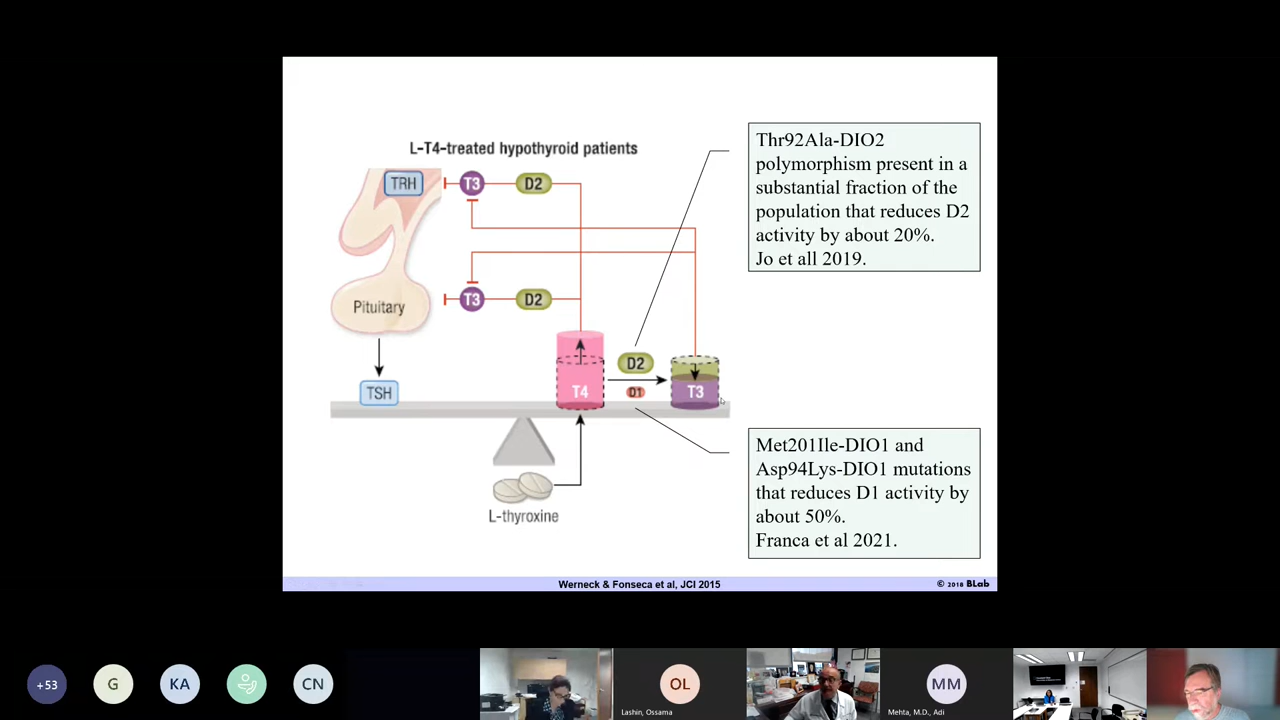 L-T4-treated hypothyroid patients
TRH
T3
D2
Pituitary
T3
D2
TSH
T4
D2
D1
T3
L-thyroxine
Thr92Ala-DIO2
polymorphism present in a
substantial fraction of the
population that reduces D2
activity by about 20%.
Jo et all 2019.
Met201Ile-DIO1 and
Asp94Lys-DIO1 mutations
that reduces D1 activity by
about 50%.
Franca et al 2021.
Werneck & Fonseca et al, JCI 2015
© 2018 BLab
+53
G
KA
CN
OL
Lashin, Ossama
MM
Mehta, M.D., Adi